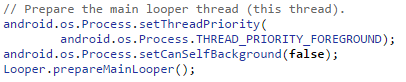 // Prepare the main looper thread (this thread).
android.os.Process.setThreadPriority(
android.os.Process.THREAD_PRIORITY_FOREGROUND);
android.os.Process.setCanSelfBackground(false);
Looper.prepareMainLooper();